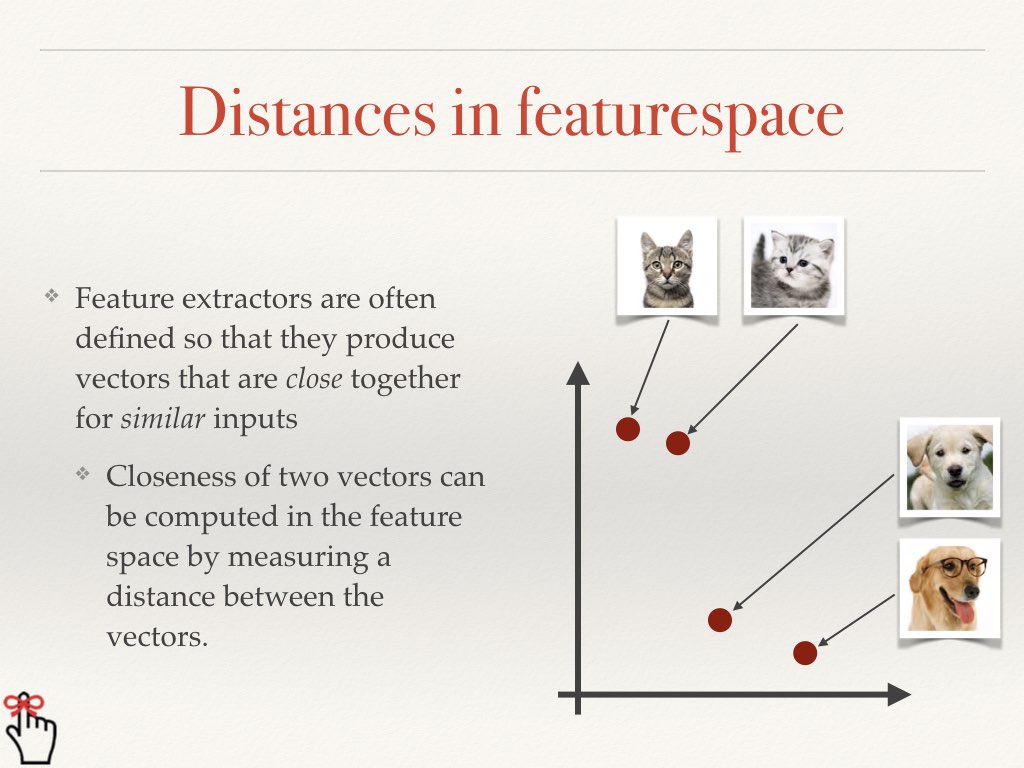 Distances in featurespace
❖ Feature extractors are often
defined so that they produce
vectors that are close together
for similar inputs
❖ Closeness of two vectors can
be computed in the feature
space by measuring a
distance between the
vectors.